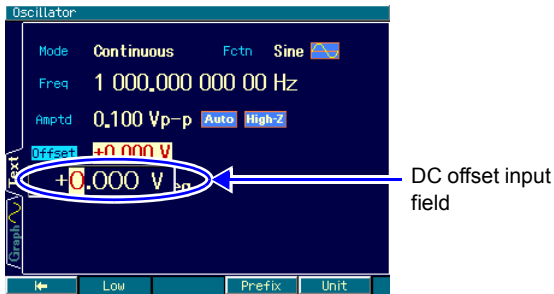 Oscillator
Mode Continuous Fctn Sine
Freq 1 000.000 000 00 Hz
Amptd 0.100 Vp-p Auto High-Z
Offset +0.000 V
+0.000 V
DC offset input
field
Text
Graph
Low Prefix Unit